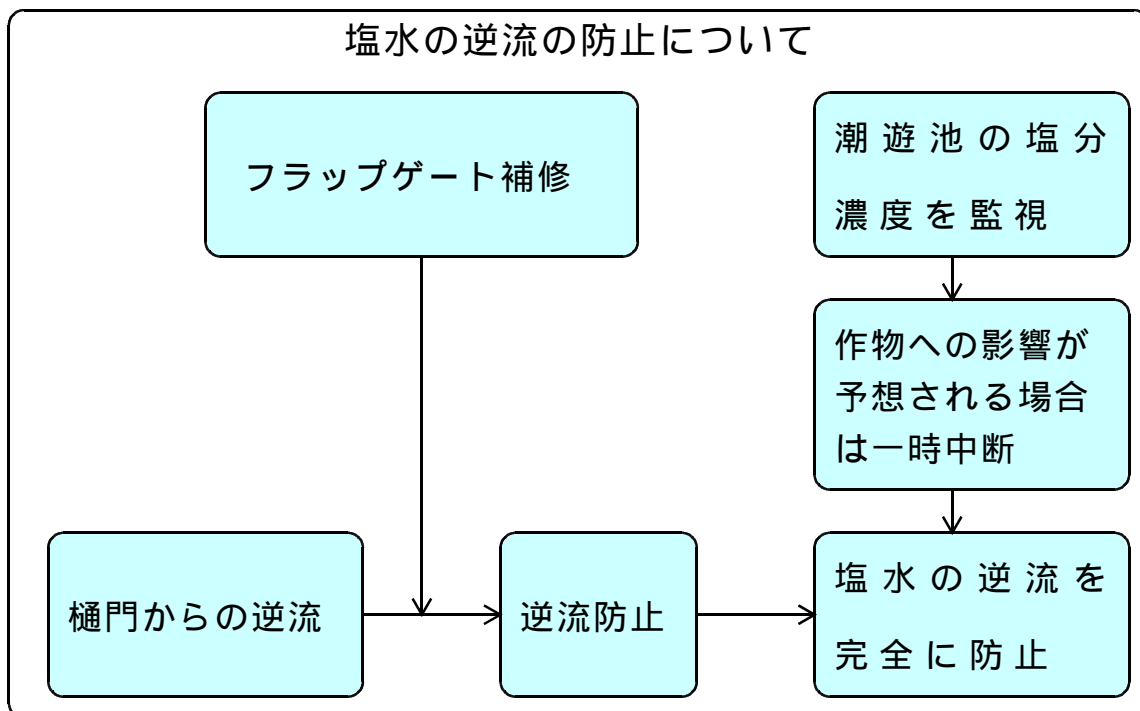 塩水の逆流の防止について
フラップゲート補修
潮遊池の塩分
濃度を監視
作物への影響が
予想される場合
は一時中断
樋門からの逆流
逆流防止
塩水の逆流を
完全に防止